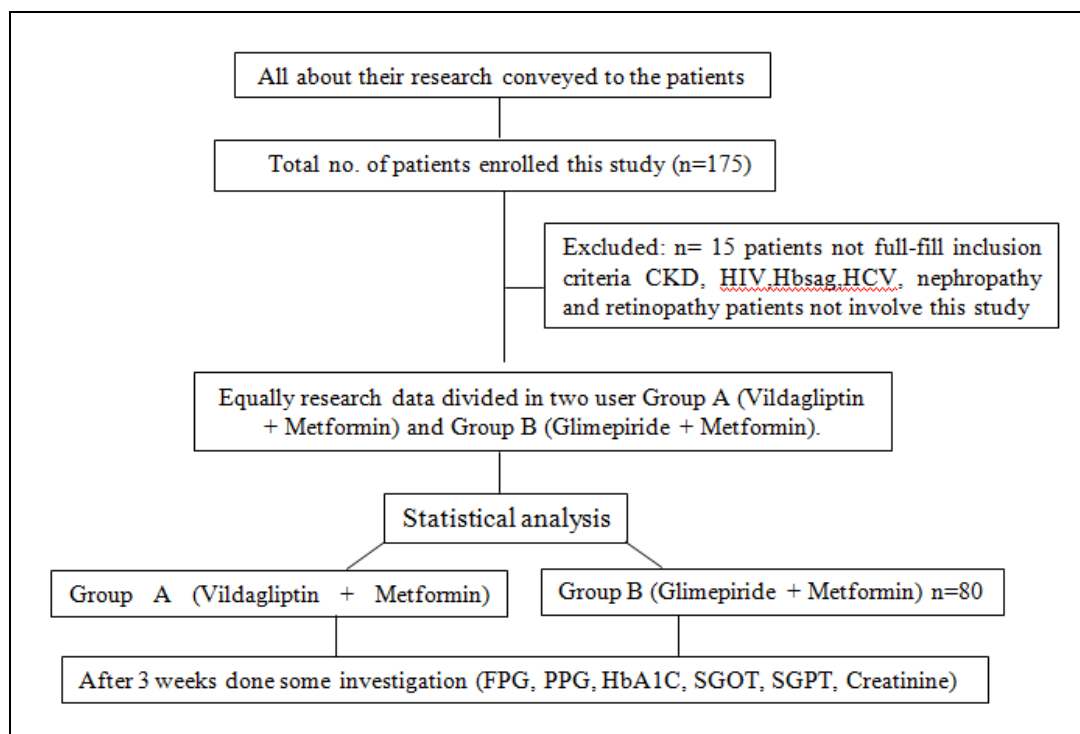 All about their research conveyed to the patients
Total no. of patients enrolled this study (n=175)
Excluded: n= 15 patients not full-fill inclusion
criteria CKD, HIV,Hbsag,HCV, nephropathy
and retinopathy patients not involve this study
Equally research data divided in two user Group A (Vildagliptin
+ Metformin) and Group B (Glimepiride + Metformin).
Statistical analysis
Group A (Vildagliptin + Metformin)
Group B (Glimepiride + Metformin) n=80
After 3 weeks done some investigation (FPG, PPG, HbA1C, SGOT, SGPT, Creatinine)